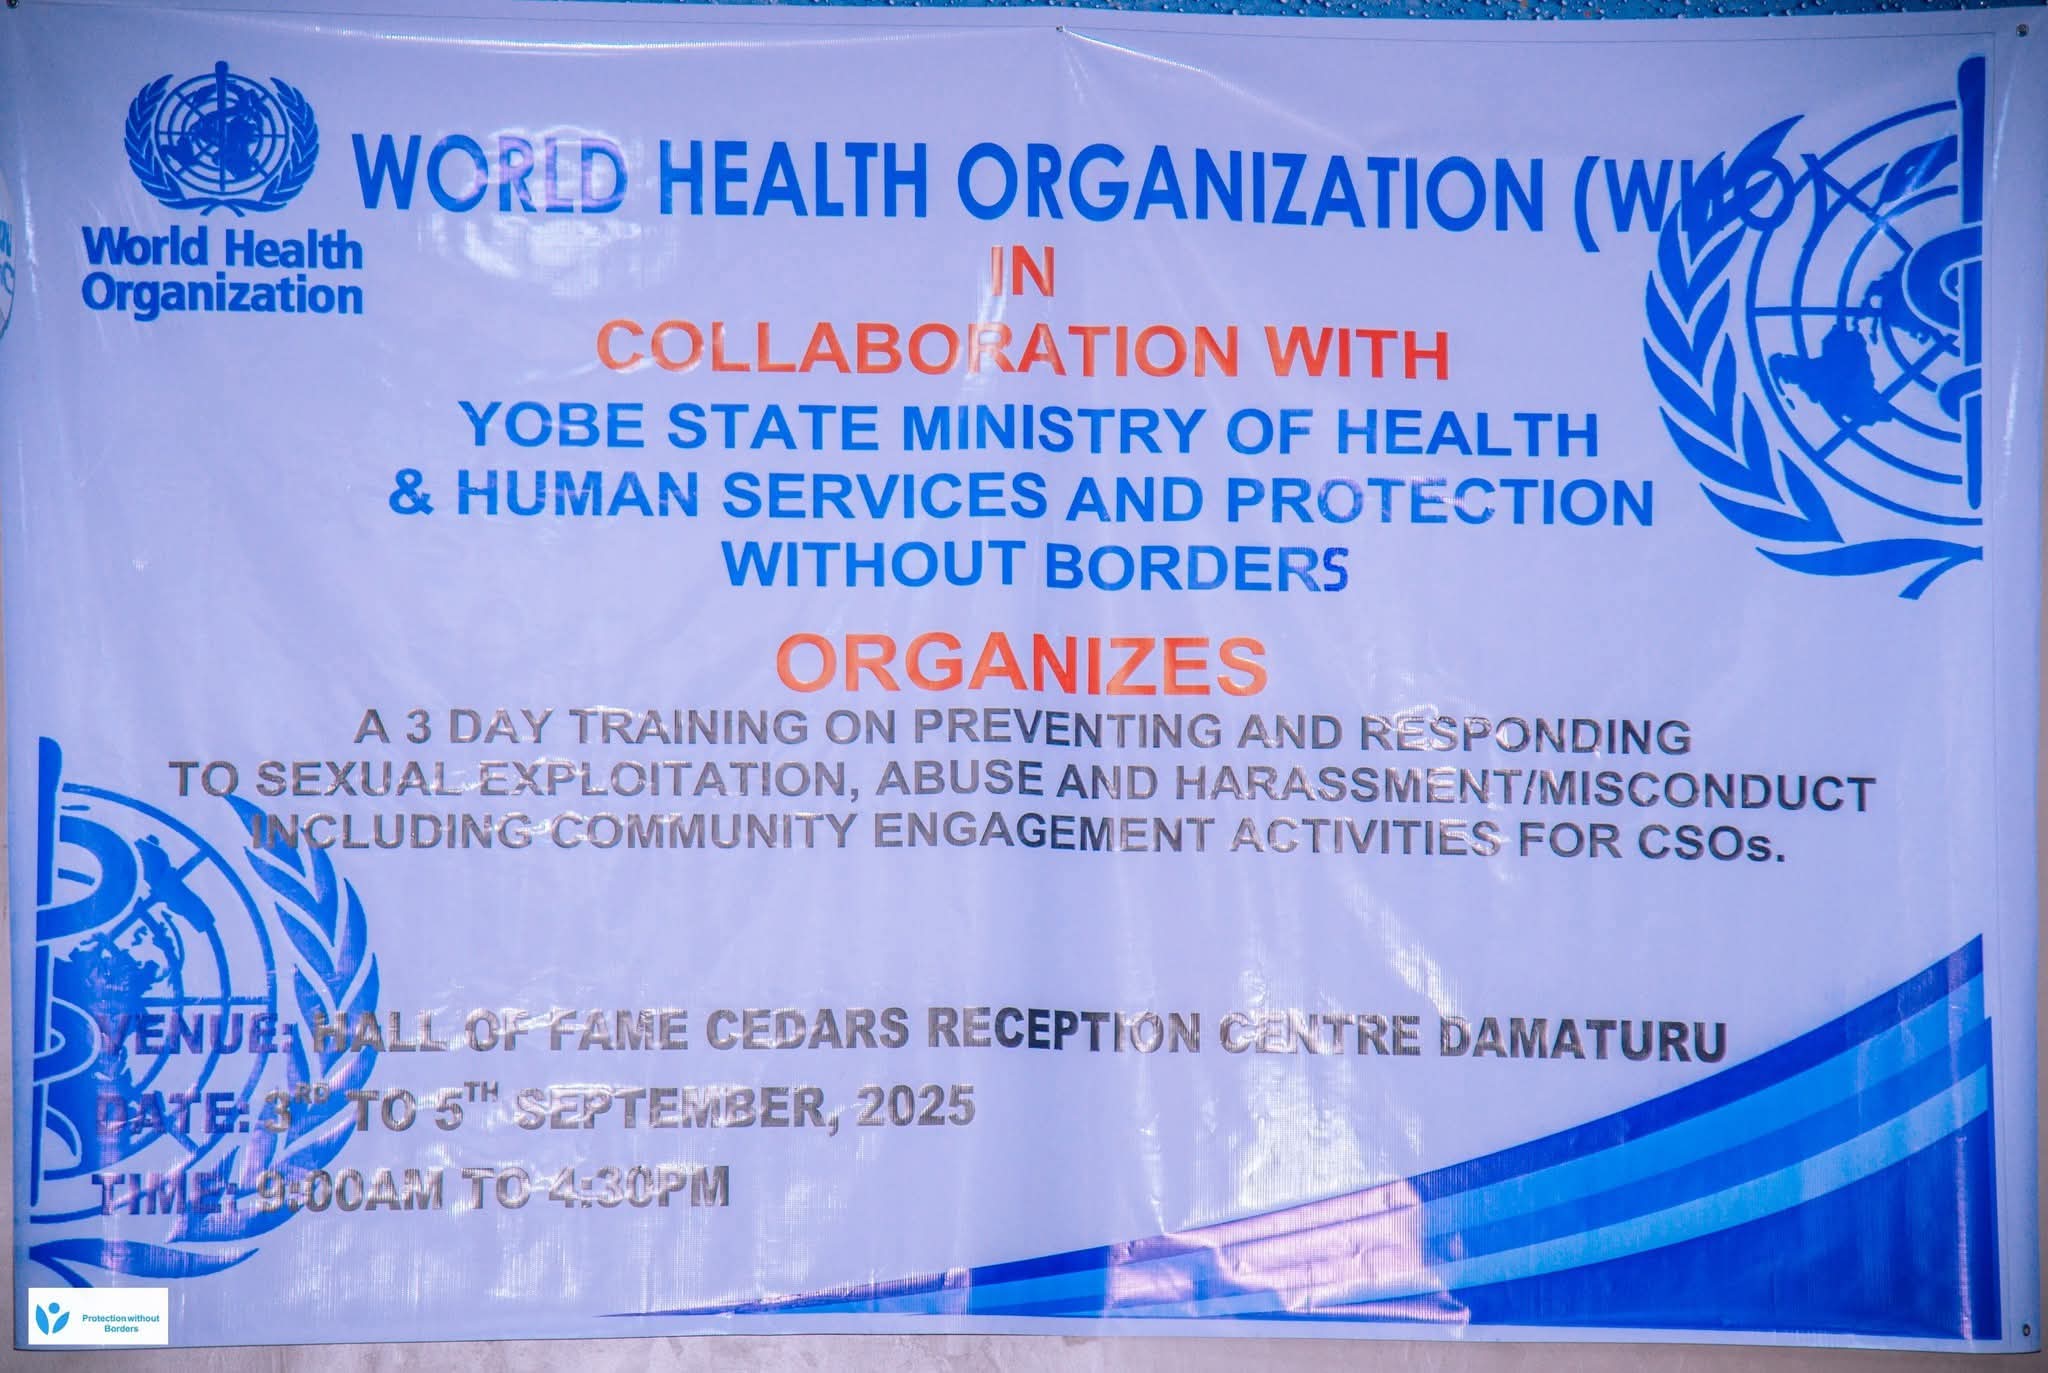 World Health
Organization
WORLD HEALTH ORGANIZATION (WHO)
IN
COLLABORATION WITH
YOBE STATE MINISTRY OF HEALTH
& HUMAN SERVICES AND PROTECTION
WITHOUT BORDERS
ORGANIZES
A 3 DAY TRAINING ON PREVENTING AND RESPONDING
TO SEXUAL EXPLOITATION, ABUSE AND HARASSMENT/MISCONDUCT
INCLUDING COMMUNITY ENGAGEMENT ACTIVITIES FOR CSOs.
VENUE: HALL OF FAME CEDARS RECEPTION CENTRE DAMATURU
DATE: 3RD TO 5TH SEPTEMBER, 2025
TIME: 9:00AM TO 4:30PM
Protection without
Borders